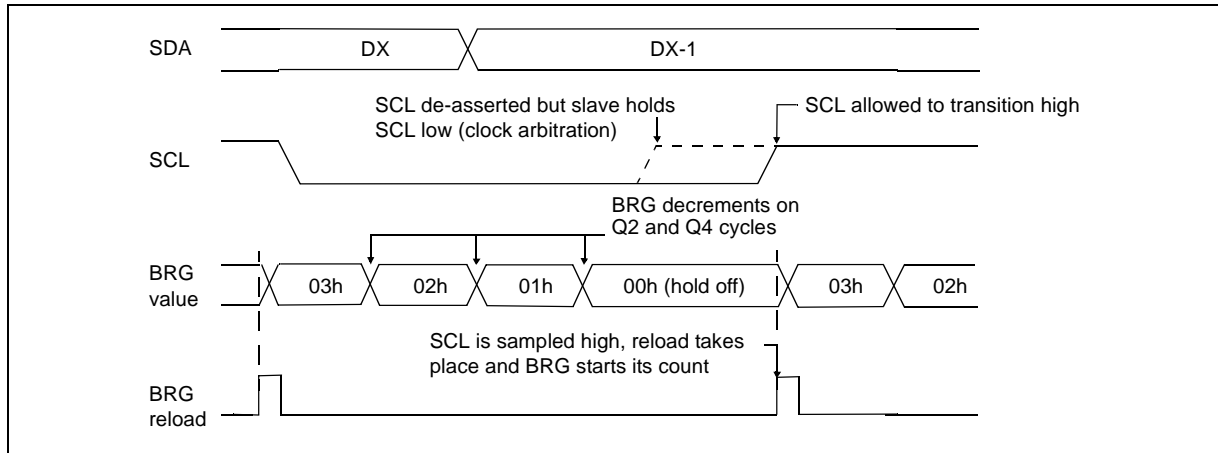 SDA
DX
DX-1
SCL de-asserted but slave holds
SCL low (clock arbitration)
SCL allowed to transition high
SCL
BRG decrements on
Q2 and Q4 cycles
BRG
value
03h
02h
01h
00h (hold off)
03h
02h
SCL is sampled high, reload takes
place and BRG starts its count
BRG
reload